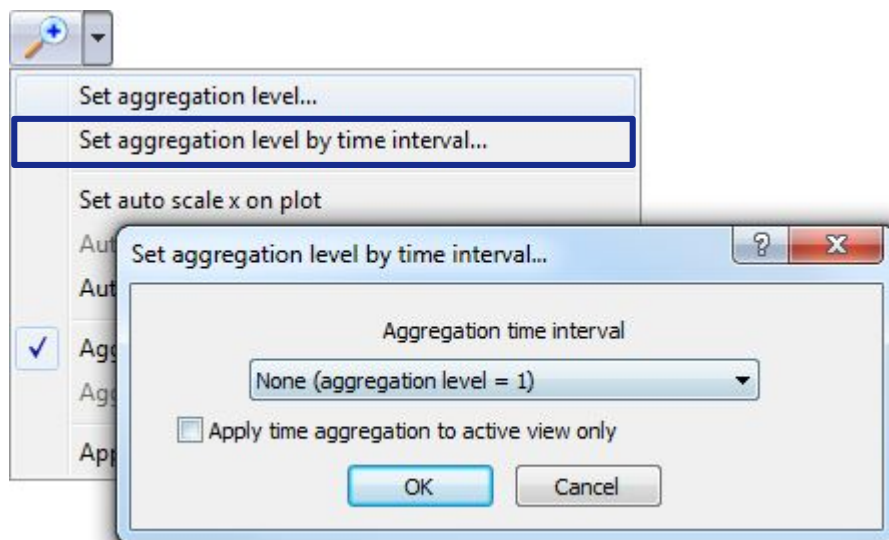 Set aggregation level...
Set aggregation level by time interval...
Set auto scale x on plot
Set aggregation level by time interval...
Aggregation time interval
None (aggregation level = 1)
Apply time aggregation to active view only
OK
Cancel